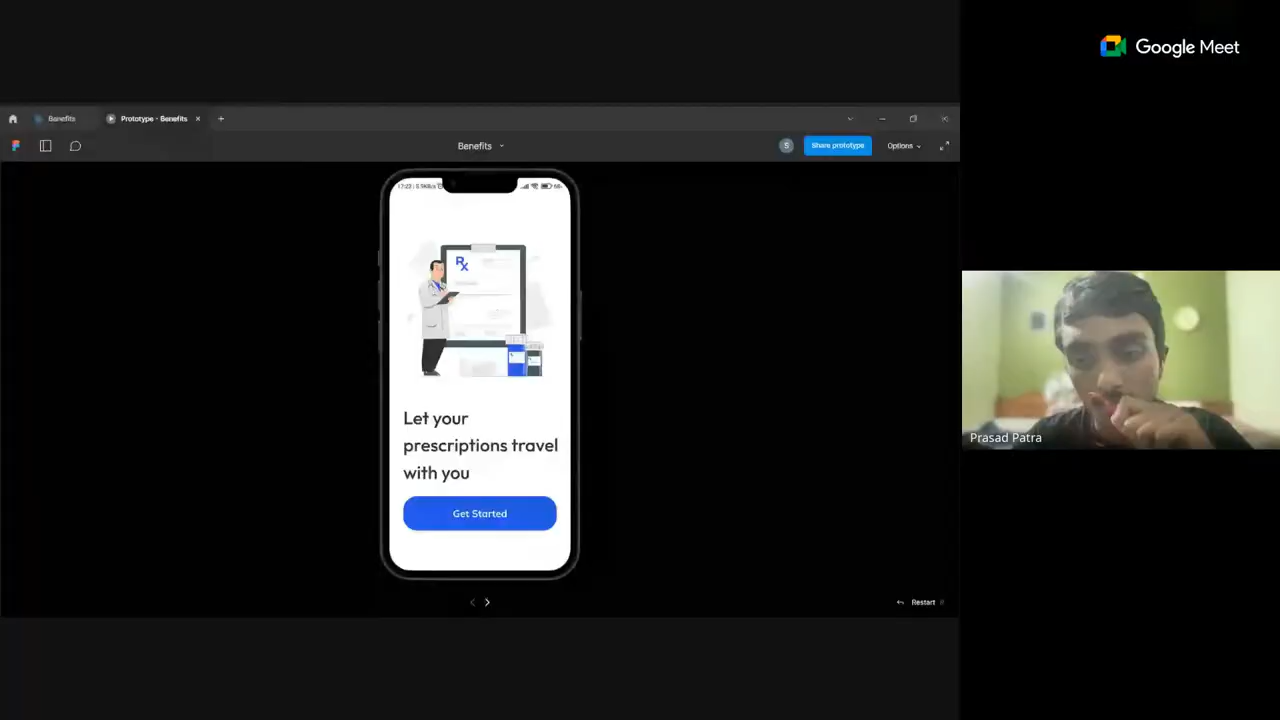 Google Meet
Benefits
Prototype - Benefits
Benefits
S
Share prototype
Options
Rx
Let your
prescriptions travel
with you
Get Started
Restart
Prasad Patra